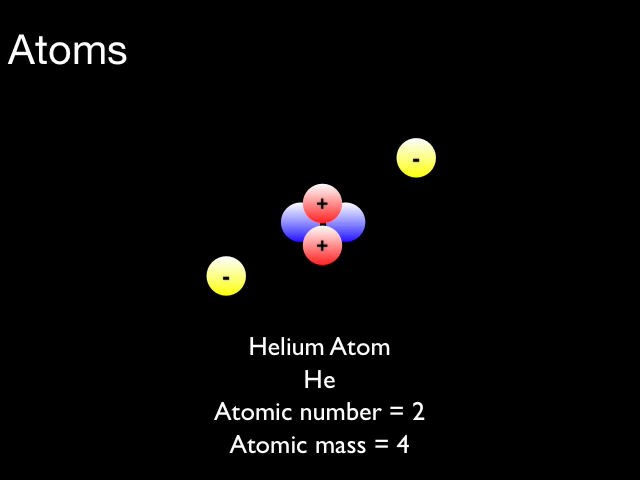 Atoms
-
+
+
-
Helium Atom
He
Atomic number = 2
Atomic mass = 4